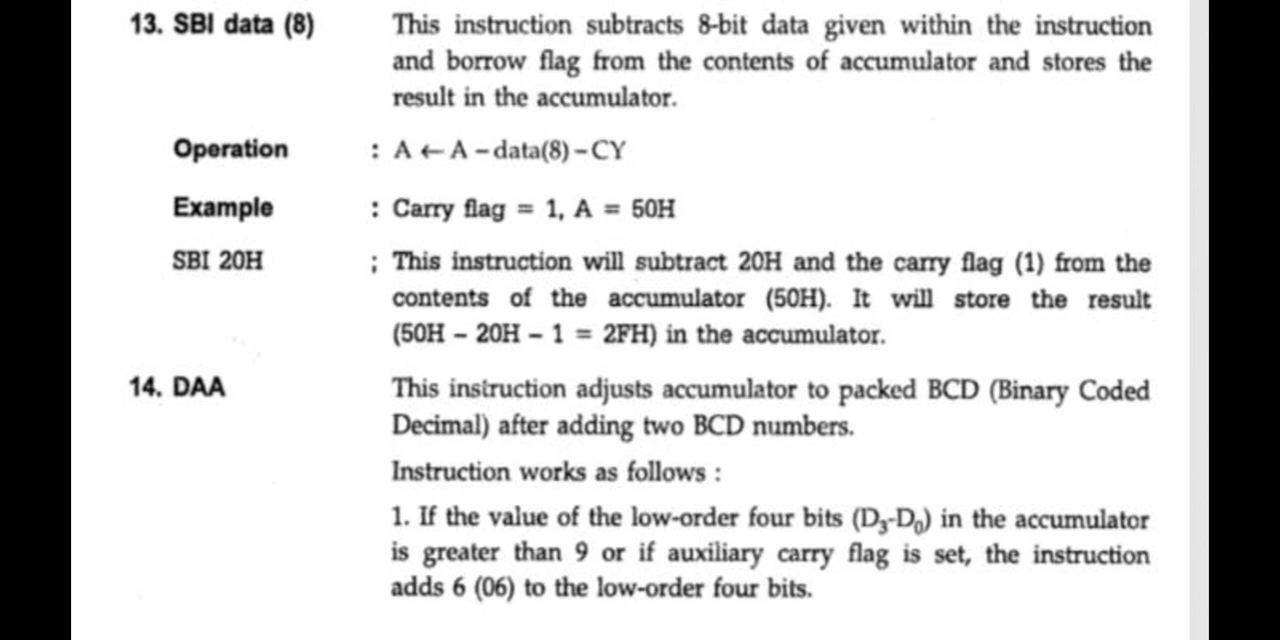 13. SBI data (8) This instruction subtracts 8-bit data given within the instruction
and borrow flag from the contents of accumulator and stores the
result in the accumulator.
Operation : A ← A – data(8) – CY
Example : Carry flag = 1, A = 50H
SBI 20H ; This instruction will subtract 20H and the carry flag (1) from the
contents of the accumulator (50H). It will store the result
(50H – 20H – 1 = 2FH) in the accumulator.
14. DAA This instruction adjusts accumulator to packed BCD (Binary Coded
Decimal) after adding two BCD numbers.
Instruction works as follows :
1. If the value of the low-order four bits (D₃-D₀) in the accumulator
is greater than 9 or if auxiliary carry flag is set, the instruction
adds 6 (06) to the low-order four bits.